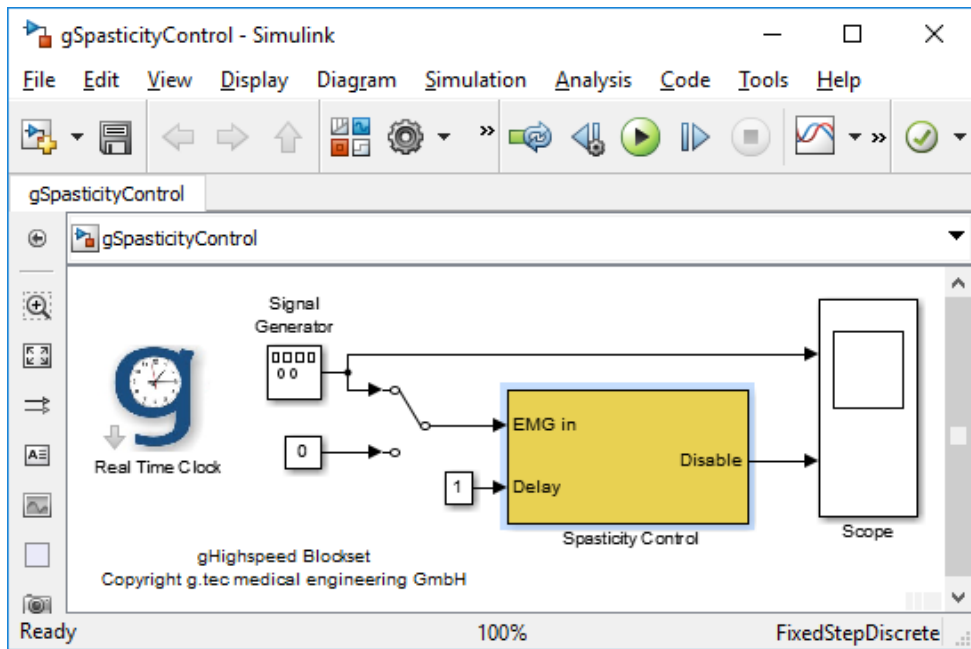 gSpasticityControl - Simulink
File Edit View Display Diagram Simulation Analysis Code Tools Help
gSpasticityControl
gSpasticityControl
Signal
Generator
g
Real Time Clock
0
1
EMG in
Delay
Disable
Spasticity Control
Scope
gHighspeed Blockset
Copyright g.tec medical engineering GmbH
Ready 100% FixedStepDiscrete